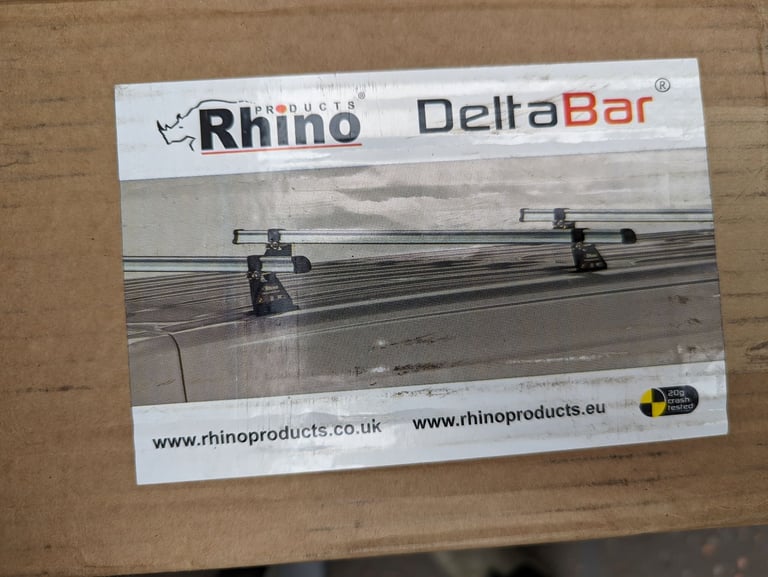 PRODUCTS®
Rhino
DeltaBar®
www.rhinoproducts.co.uk
www.rhinoproducts.eu
20g
crash
tested